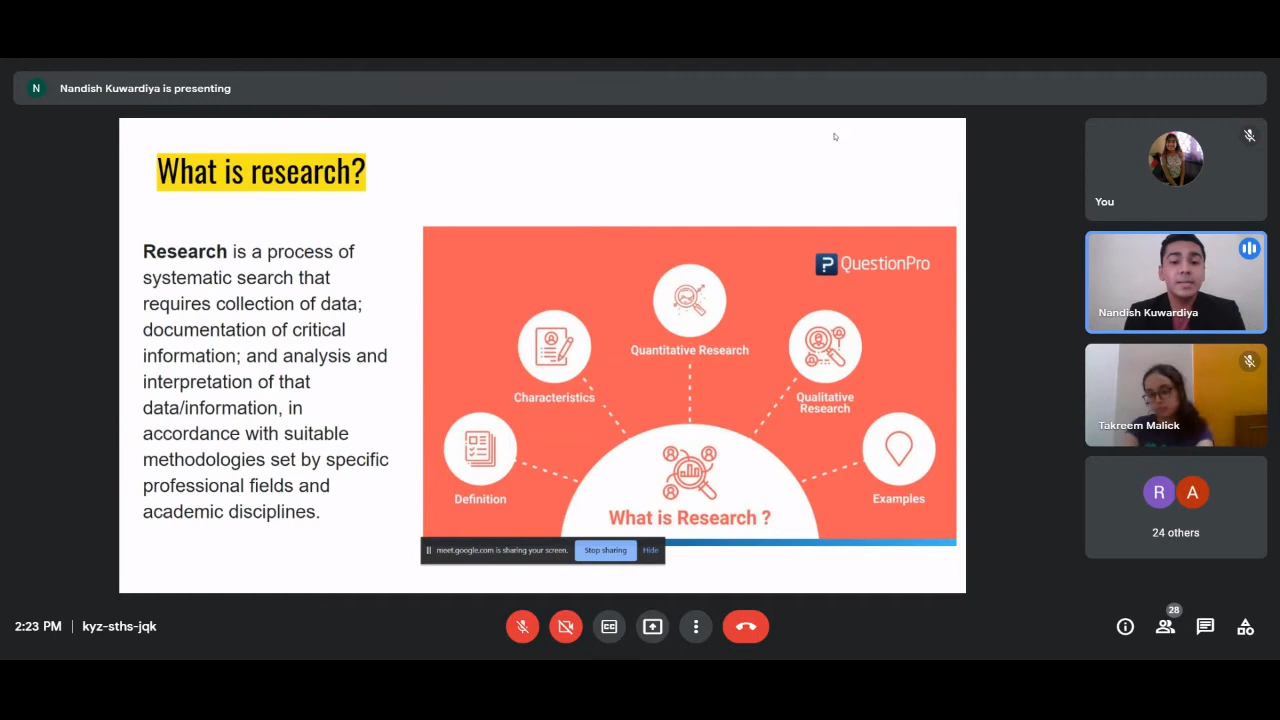 N Nandish Kuwardiya is presenting
What is research?
Research is a process of
systematic search that
requires collection of data;
documentation of critical
information; and analysis and
interpretation of that
data/information, in
accordance with suitable
methodologies set by specific
professional fields and
academic disciplines.
QuestionPro
Quantitative Research
Characteristics
Qualitative
Research
Definition
Examples
What is Research ?
meet.google.com is sharing your screen. Stop sharing Hide
You
Nandish Kuwardiya
Takreem Malick
R A
24 others
2:23 PM | kyz-sths-jqk
CC
28